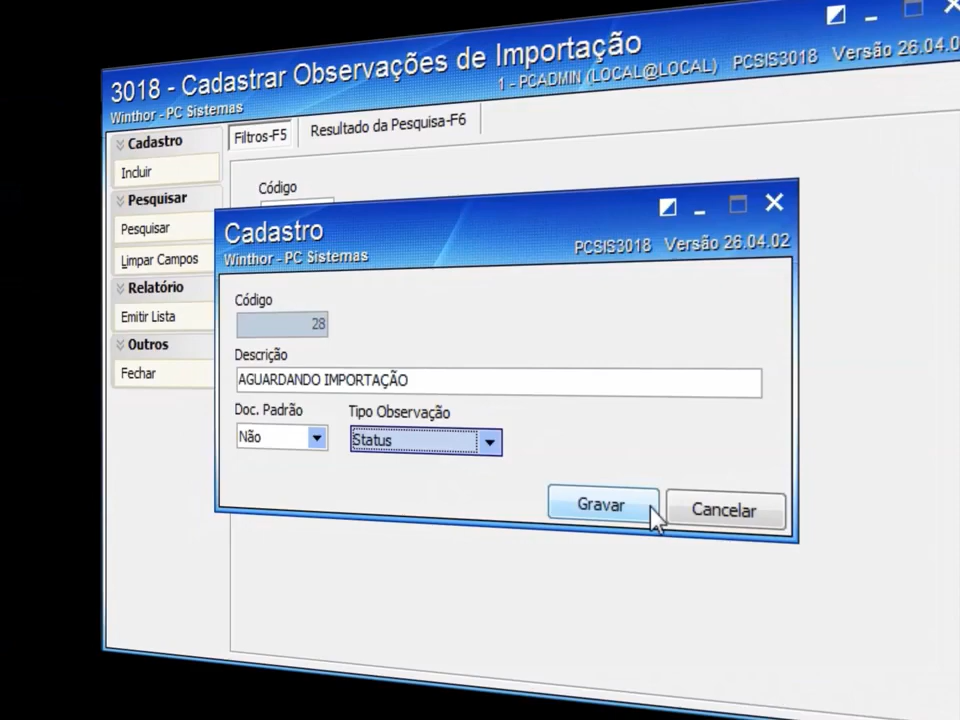 3018 - Cadastrar Observações de Importação
Winthor - PC Sistemas
1 - PCADMIN (LOCAL@LOCAL) PCSIS3018 Versão 26.04.0
Cadastro
Incluir
Pesquisar
Pesquisar
Limpar Campos
Relatório
Emitir Lista
Outros
Fechar
Filtros-F5
Resultado da Pesquisa-F6
Código
Cadastro
Winthor - PC Sistemas
PCSIS3018 Versão 26.04.02
Código
28
Descrição
AGUARDANDO IMPORTAÇÃO
Doc. Padrão
Tipo Observação
Não
Status
Gravar
Cancelar